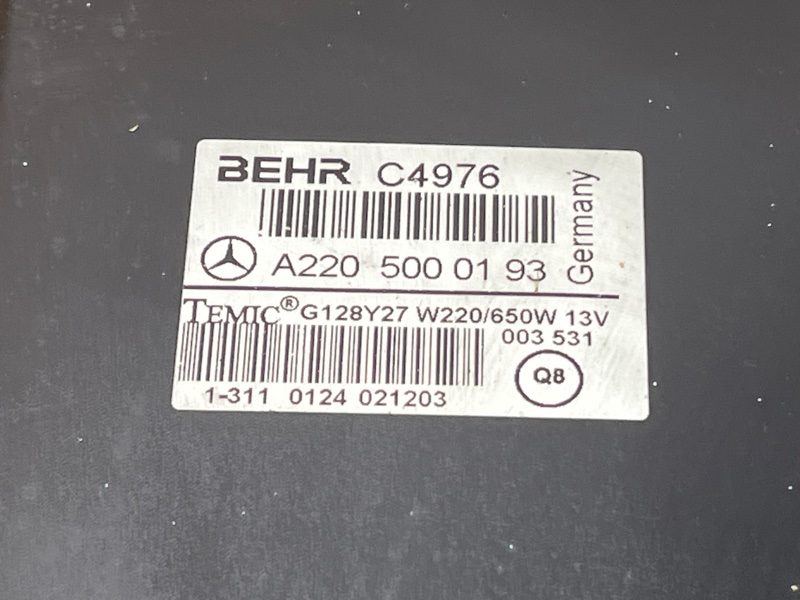 BEHR C4976
A220 500 01 93
Germany
TEMIC® G128Y27 W220/650W 13V
003 531
Q8
1-311 0124 021203